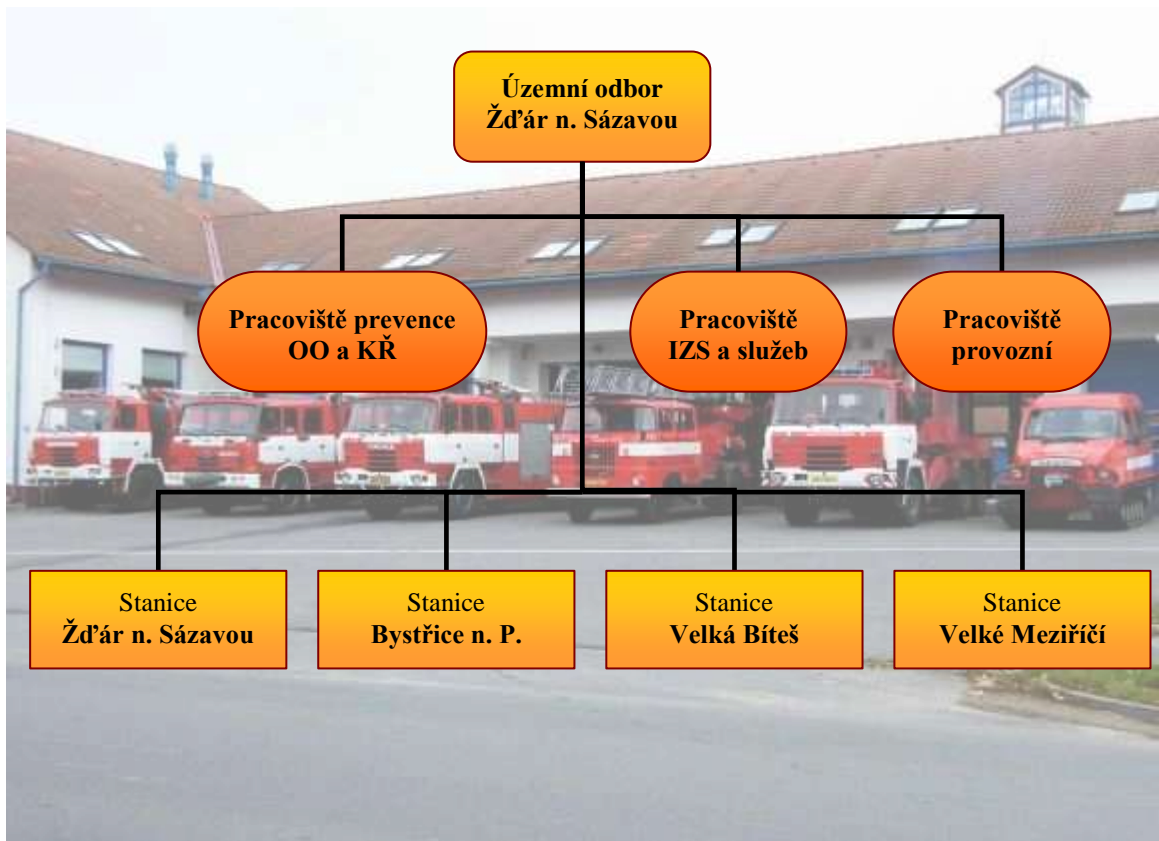 Územní odbor
Žďár n. Sázavou
Pracoviště prevence
OO a KŘ
Pracoviště
IZS a služeb
Pracoviště
provozní
Stanice
Žďár n. Sázavou
Stanice
Bystřice n. P.
Stanice
Velká Bíteš
Stanice
Velké Meziříčí